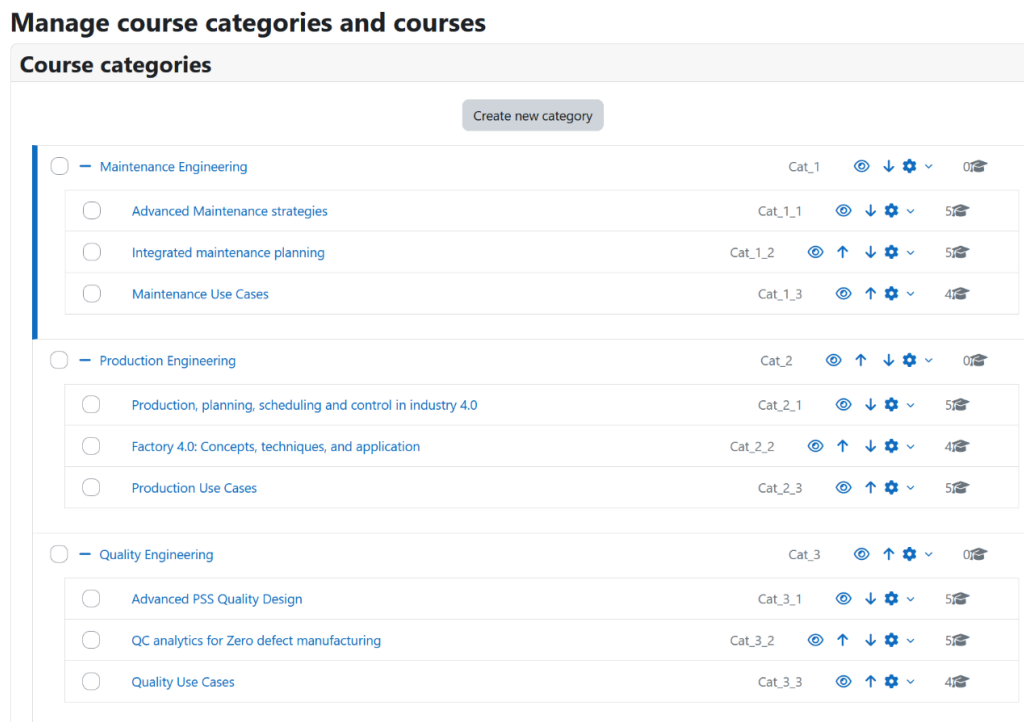 Manage course categories and courses
Course categories
Create new category
Maintenance Engineering Cat_1 0
Advanced Maintenance strategies Cat_1_1 5
Integrated maintenance planning Cat_1_2 5
Maintenance Use Cases Cat_1_3 4
Production Engineering Cat_2 0
Production, planning, scheduling and control in industry 4.0 Cat_2_1 5
Factory 4.0: Concepts, techniques, and application Cat_2_2 4
Production Use Cases Cat_2_3 5
Quality Engineering Cat_3 0
Advanced PSS Quality Design Cat_3_1 5
QC analytics for Zero defect manufacturing Cat_3_2 5
Quality Use Cases Cat_3_3 4